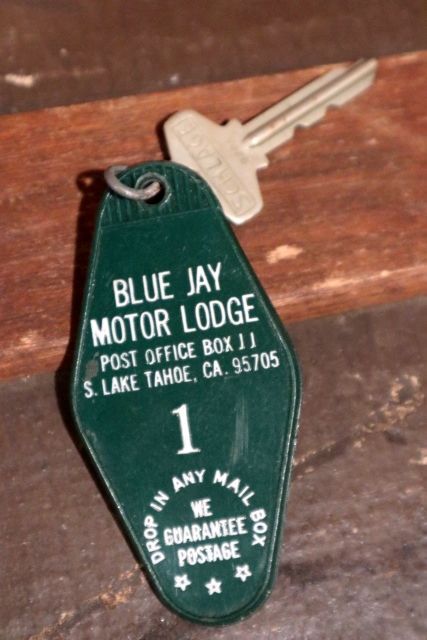 SCHLAGE
BLUE JAY
MOTOR LODGE
POST OFFICE BOX JJ
S. LAKE TAHOE, CA. 95705
1
DROP IN ANY MAIL BOX
WE
GUARANTEE
POSTAGE